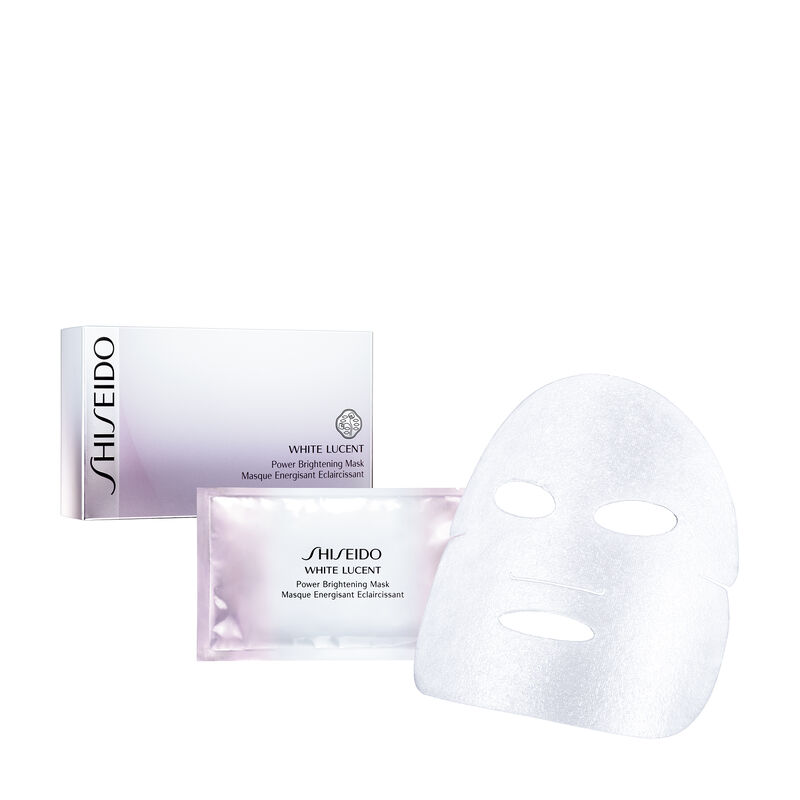 SHISEIDO
WHITE LUCENT
Power Brightening Mask
Masque Energisant Eclaircissant
SHISEIDO
WHITE LUCENT
Power Brightening Mask
Masque Energisant Eclaircissant